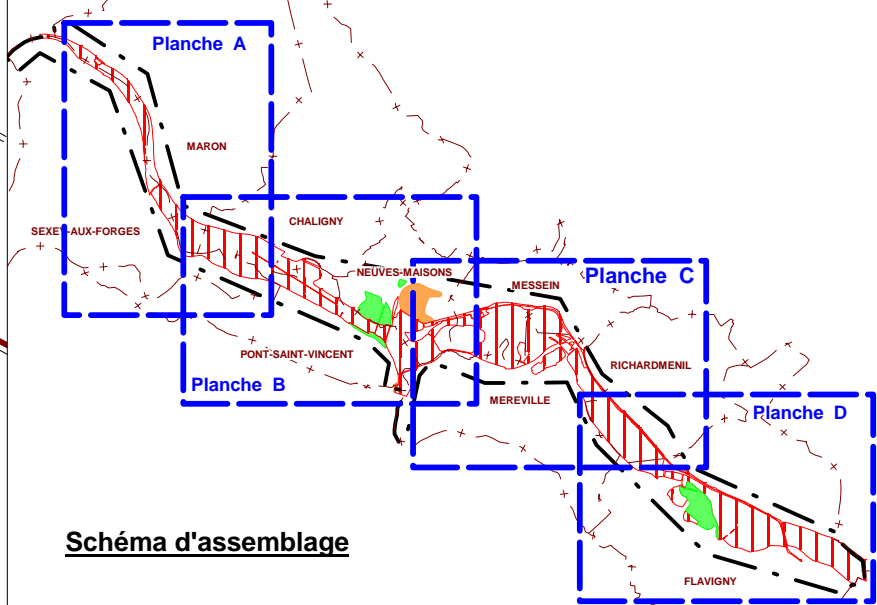 Planche A
MARON
SEXEY-AUX-FORGES
CHALIGNY
NEUVES-MAISONS
PONT-SAINT-VINCENT
Planche B
Planche C
MESSEIN
RICHARDMENIL
MEREVILLE
Planche D
FLAVIGNY
Schéma d'assemblage